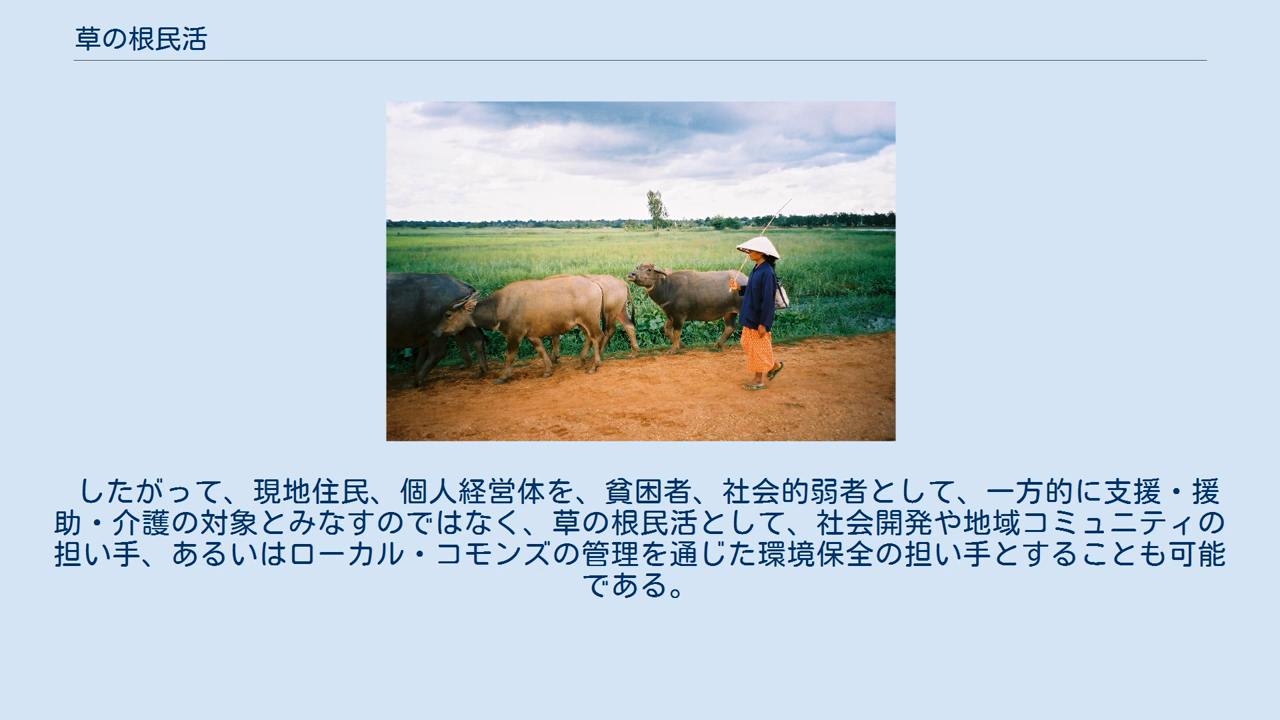 草の根民活
したがって、現地住民、個人経営体を、貧困者、社会的弱者として、一方的に支援・援
助・介護の対象とみなすのではなく、草の根民活として、社会開発や地域コミュニティの
担い手、あるいはローカル・コモンズの管理を通じた環境保全の担い手とすることも可能
である。